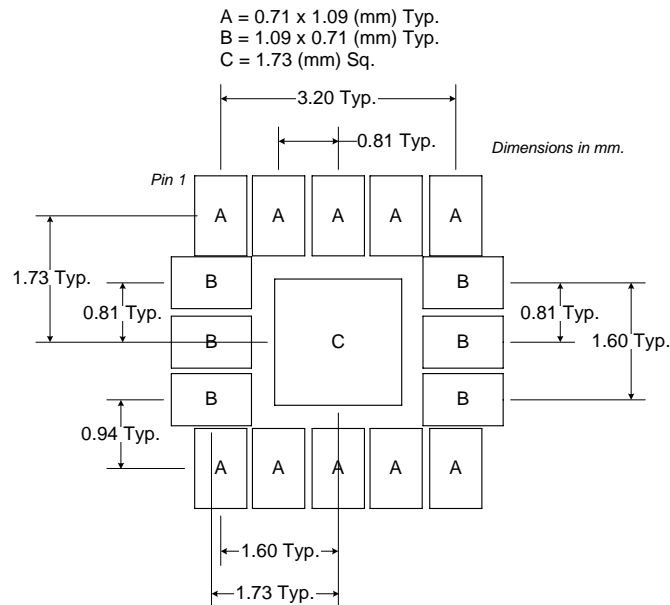 A = 0.71 x 1.09 (mm) Typ.
B = 1.09 x 0.71 (mm) Typ.
C = 1.73 (mm) Sq.
3.20 Typ.
0.81 Typ.
Dimensions in mm.
Pin 1
A A A A A
1.73 Typ.
B B
0.81 Typ. 0.81 Typ.
1.60 Typ.
B C B
B B
0.94 Typ.
A A A A A
1.60 Typ.
1.73 Typ.